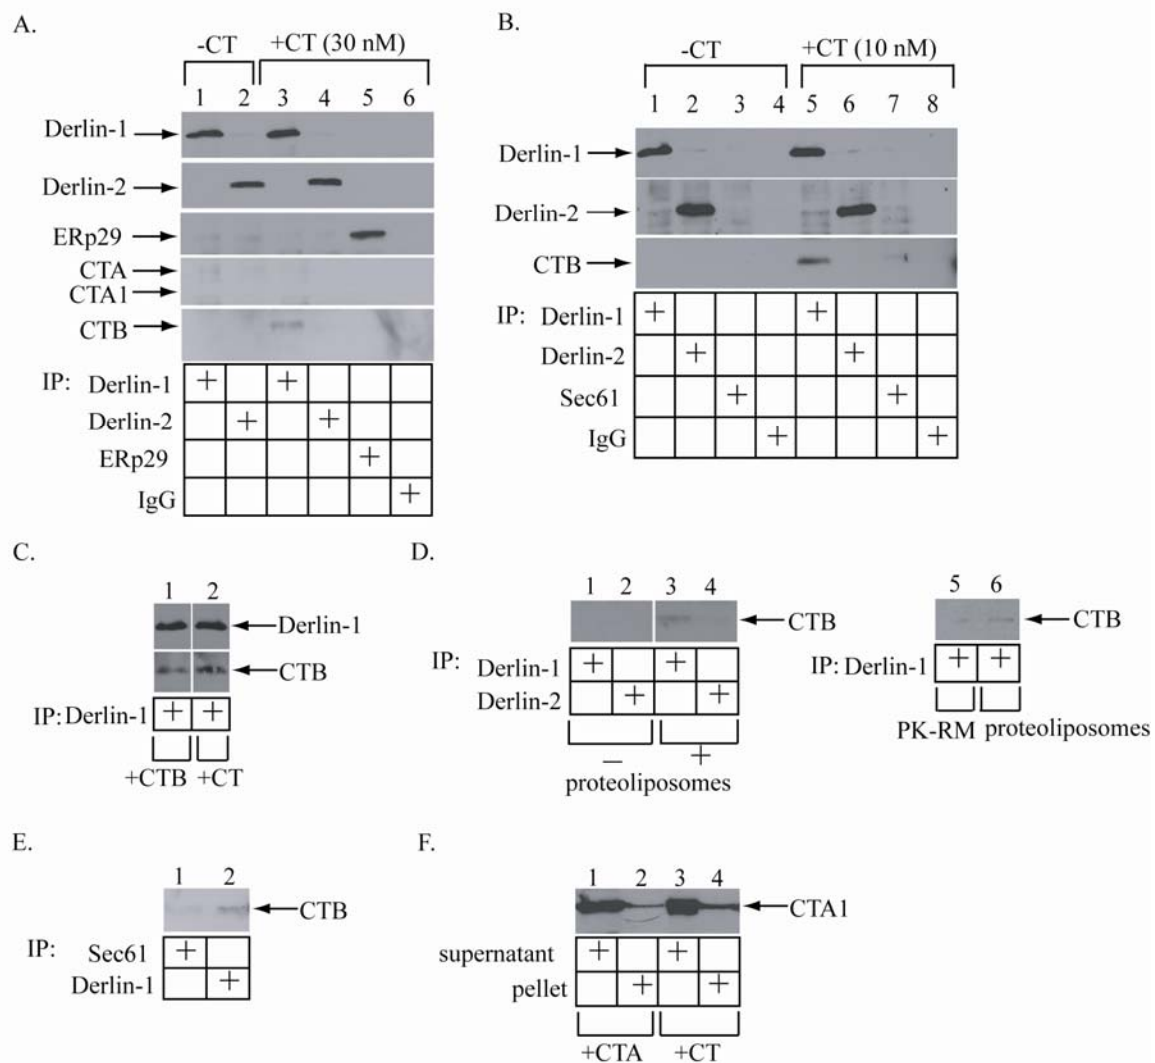 A.
-CT +CT (30 nM)
1 2 3 4 5 6
Derlin-1
Derlin-2
ERp29
CTA
CTA1
CTB
IP: Derlin-1 + +
Derlin-2 + +
ERp29 +
IgG +
B.
-CT +CT (10 nM)
1 2 3 4 5 6 7 8
Derlin-1
Derlin-2
CTB
IP: Derlin-1 + +
Derlin-2 + +
Sec61 + +
IgG + +
C.
1 2
Derlin-1
CTB
IP: Derlin-1 + +
+CTB +CT
D.
1 2 3 4
CTB
IP: Derlin-1 + +
Derlin-2 + +
− +
proteoliposomes
5 6
CTB
IP: Derlin-1 + +
PK-RM proteoliposomes
E.
1 2
CTB
IP: Sec61 +
Derlin-1 +
F.
1 2 3 4
CTA1
supernatant + +
pellet + +
+CTA +CT